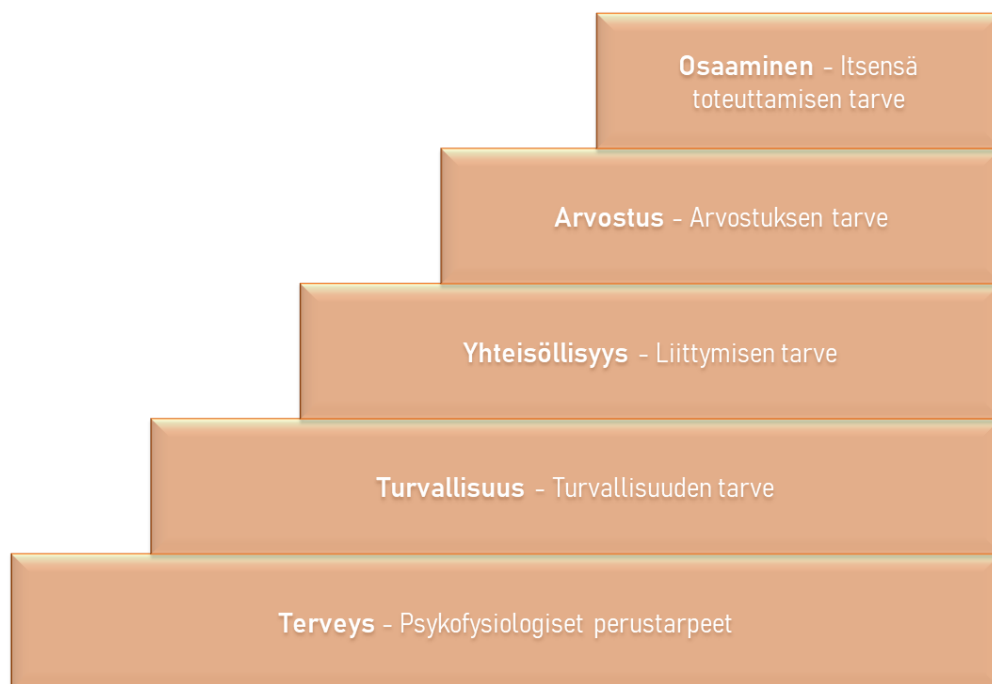 Osaaminen - Itsensä
toteuttamisen tarve
Arvostus - Arvostuksen tarve
Yhteisöllisyys - Liittymisen tarve
Turvallisuus - Turvallisuuden tarve
Terveys - Psykofysiologiset perustarpeet